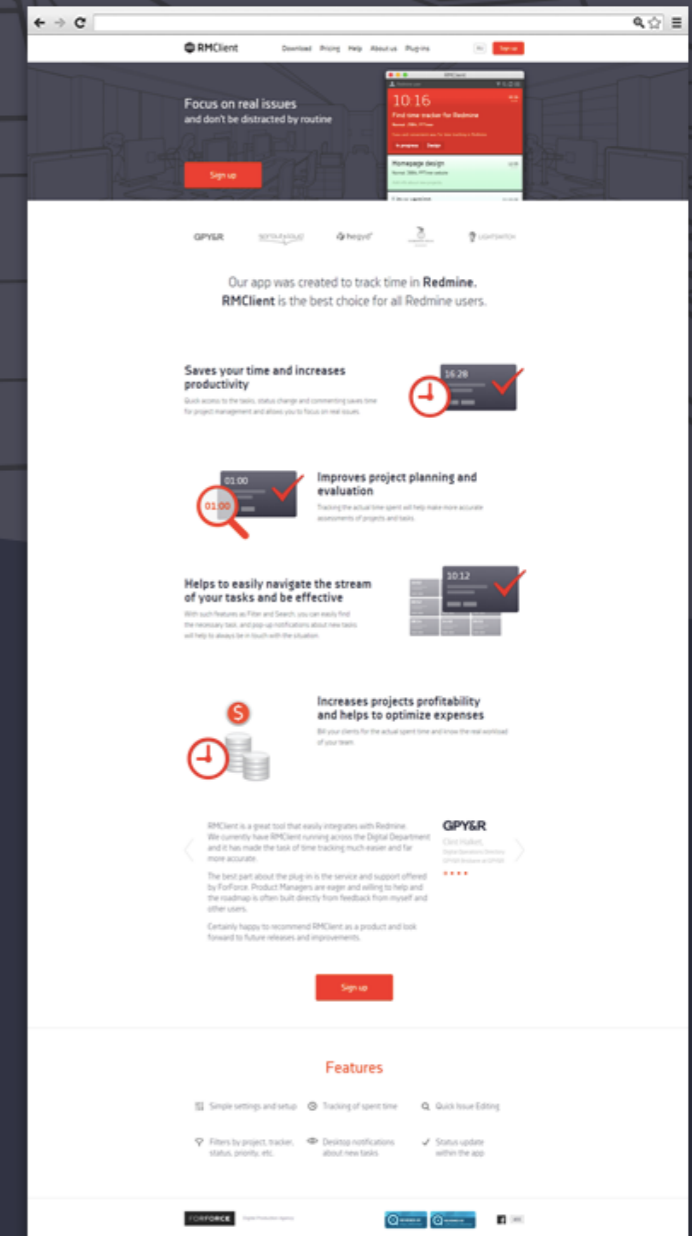 RMClient
Download Pricing Help About us Plug-ins
Sign up
RMClient
Focus on real issues
and don't be distracted by routine
10:16
Find time tracker for Redmine
In progress Design
Homepage design
Sign up
GPY&R
LIGHTSWITCH
Our app was created to track time in Redmine.
RMClient is the best choice for all Redmine users.
Saves your time and increases
productivity
Quick access to the tasks, status change and commenting saves time
for project management and allows you to focus on real issues.
16:28
01:00
01:00
Improves project planning and
evaluation
Tracking the actual time spent will help make more accurate
assessments of projects and tasks.
Helps to easily navigate the stream
of your tasks and be effective
With such features as Filter and Search, you can easily find
the necessary task, and pop-up notifications about new tasks
will help to always be in touch with the situation.
10:12
$
Increases projects profitability
and helps to optimize expenses
Bill your clients for the actual spent time and know the real workload
of your team.
RMClient is a great tool that easily integrates with Redmine.
We currently have RMClient running across the Digital Department
and it has made the task of time tracking much easier and far
more accurate.
The best part about the plug-in is the service and support offered
by ForForce. Product Managers are eager and willing to help and
the roadmap is often built directly from feedback from myself and
other users.
Certainly happy to recommend RMClient as a product and look
forward to future releases and improvements.
GPY&R
Sign up
Features
Simple settings and setup
Tracking of spent time
Quick Issue Editing
Filters by project, tracker,
status, priority, etc.
Desktop notifications
about new tasks
Status update
within the app
FORFORCE
Digital Production Agency